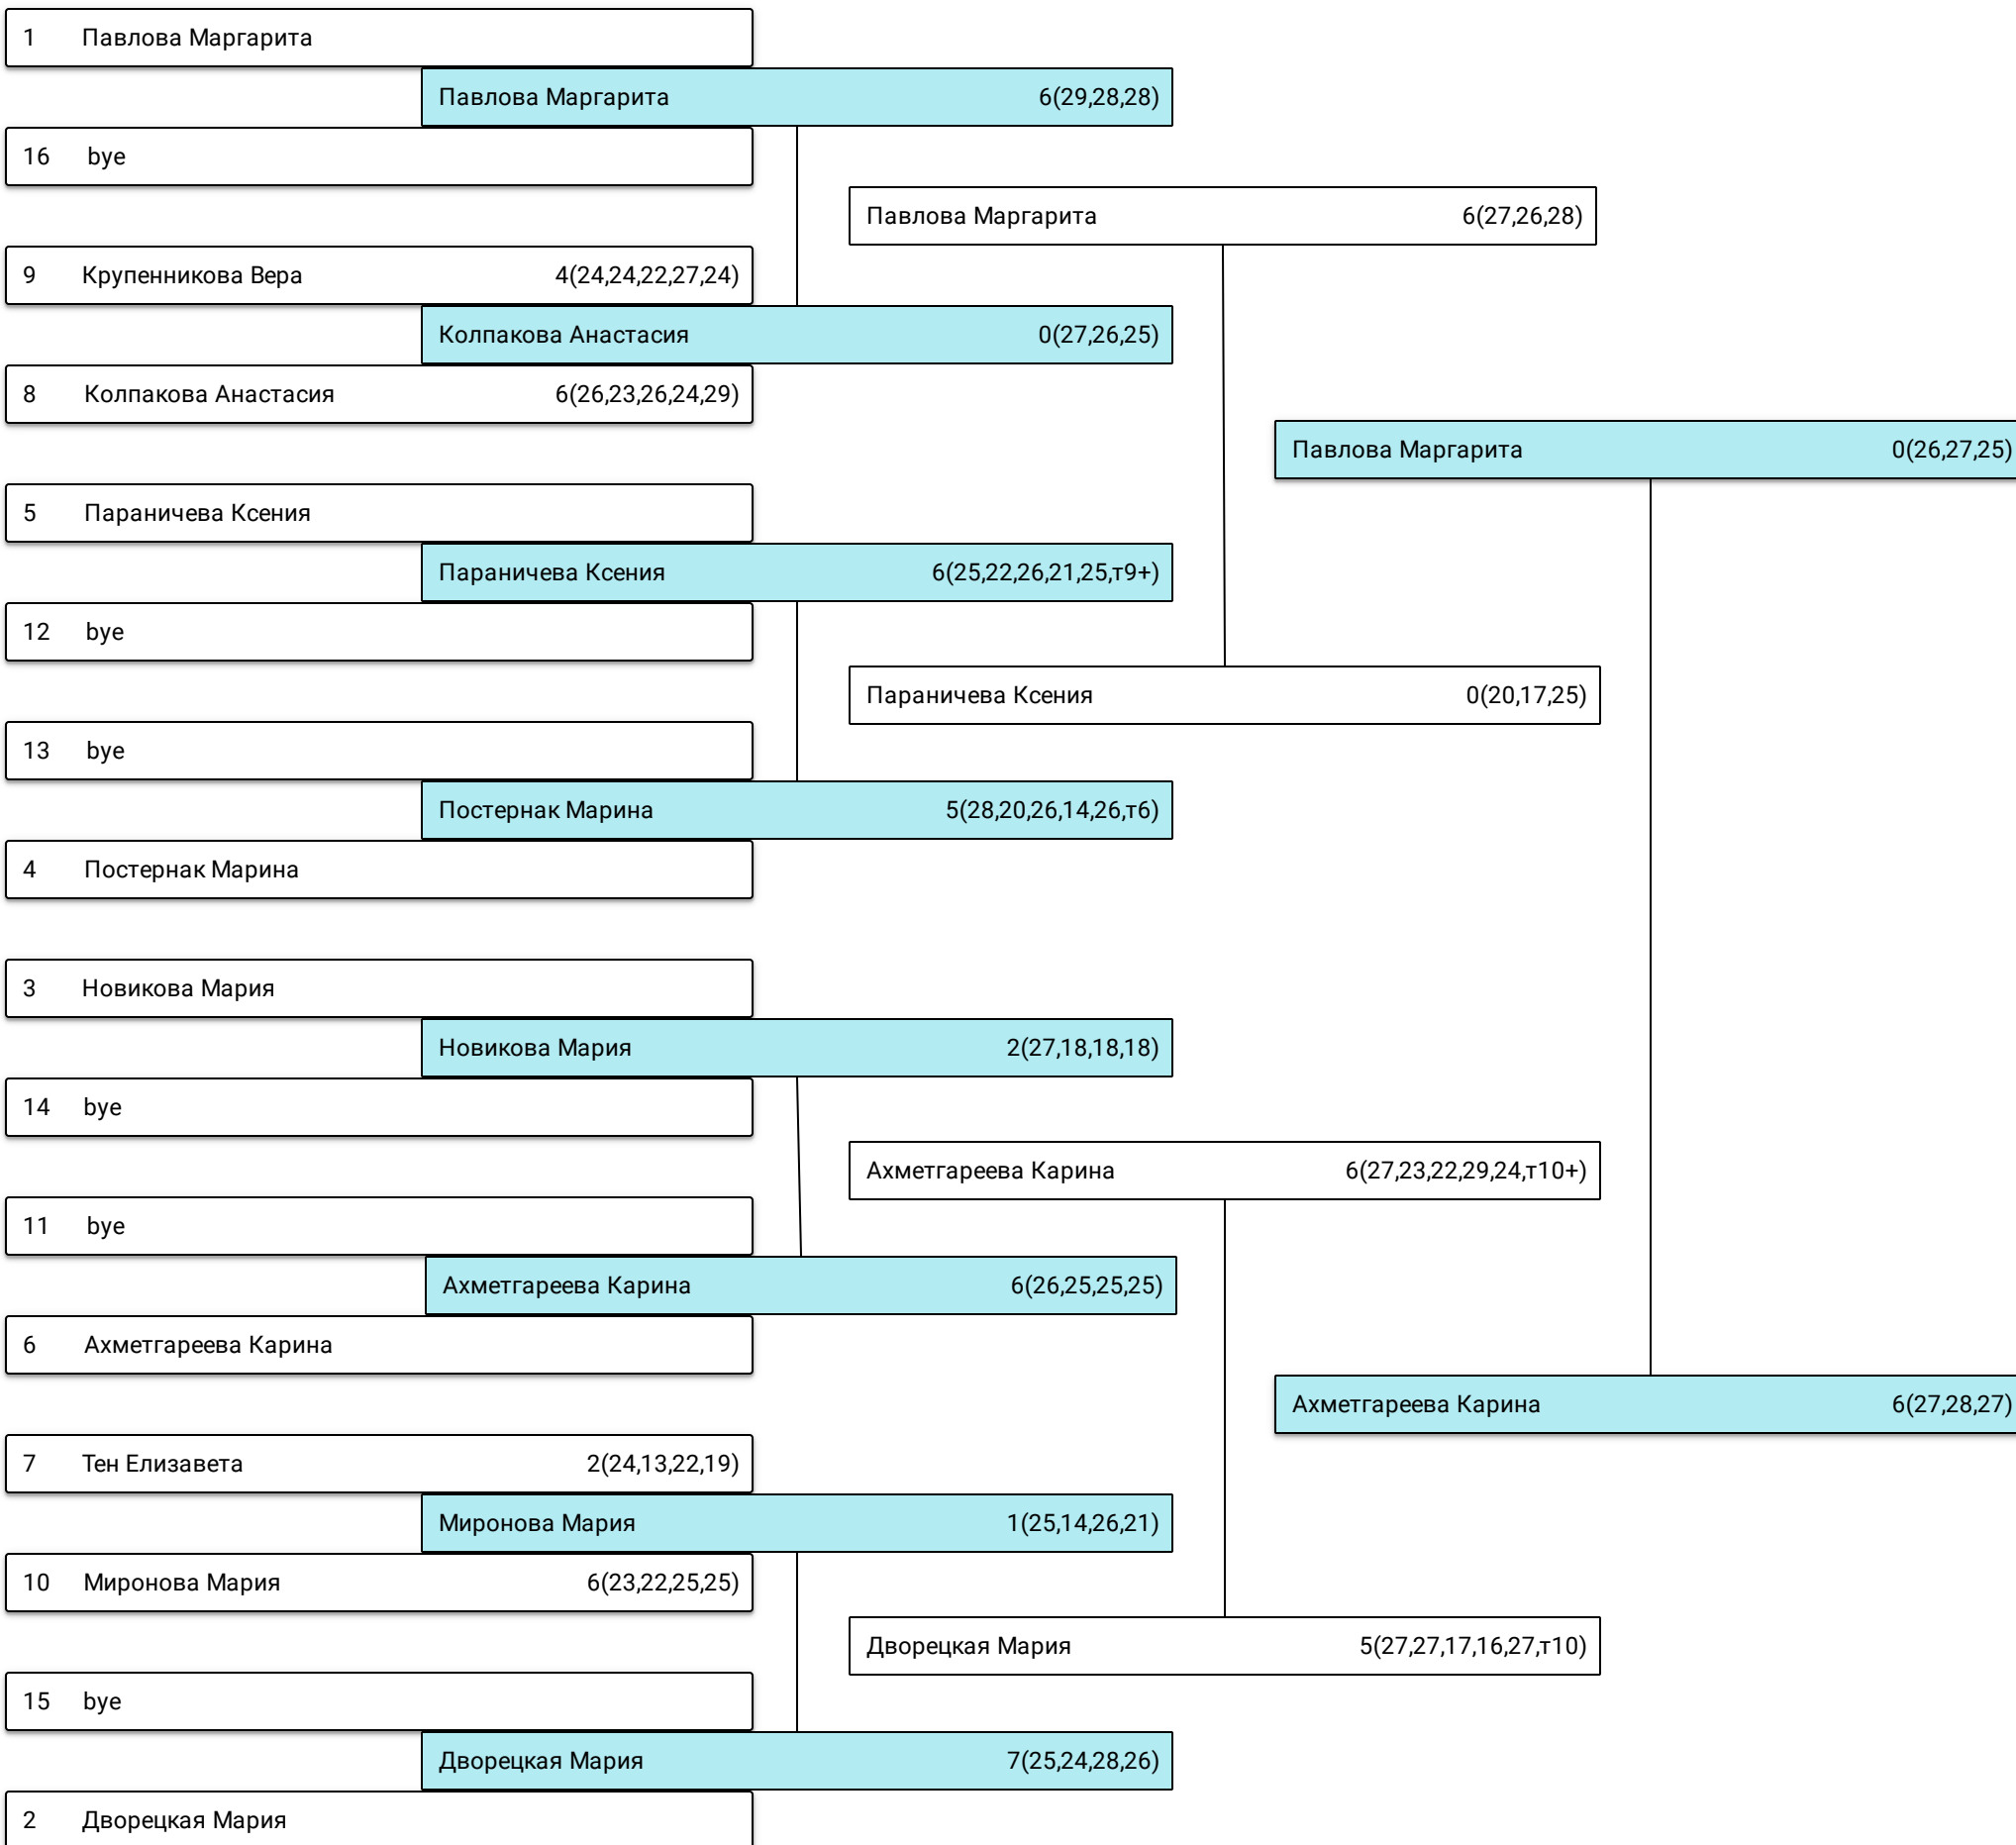 1 Павлова Маргарита
Павлова Маргарита 6(29,28,28)
16 bye
Павлова Маргарита 6(27,26,28)
9 Крупенникова Вера 4(24,24,22,27,24)
Колпакова Анастасия 0(27,26,25)
8 Колпакова Анастасия 6(26,23,26,24,29)
Павлова Маргарита 0(26,27,25)
5 Параничева Ксения
Параничева Ксения 6(25,22,26,21,25,т9+)
12 bye
Параничева Ксения 0(20,17,25)
13 bye
Постернак Марина 5(28,20,26,14,26,т6)
4 Постернак Марина
3 Новикова Мария
Новикова Мария 2(27,18,18,18)
14 bye
Ахметгареева Карина 6(27,23,22,29,24,т10+)
11 bye
Ахметгареева Карина 6(26,25,25,25)
6 Ахметгареева Карина
Ахметгареева Карина 6(27,28,27)
7 Тен Елизавета 2(24,13,22,19)
Миронова Мария 1(25,14,26,21)
10 Миронова Мария 6(23,22,25,25)
Дворецкая Мария 5(27,27,17,16,27,т10)
15 bye
Дворецкая Мария 7(25,24,28,26)
2 Дворецкая Мария